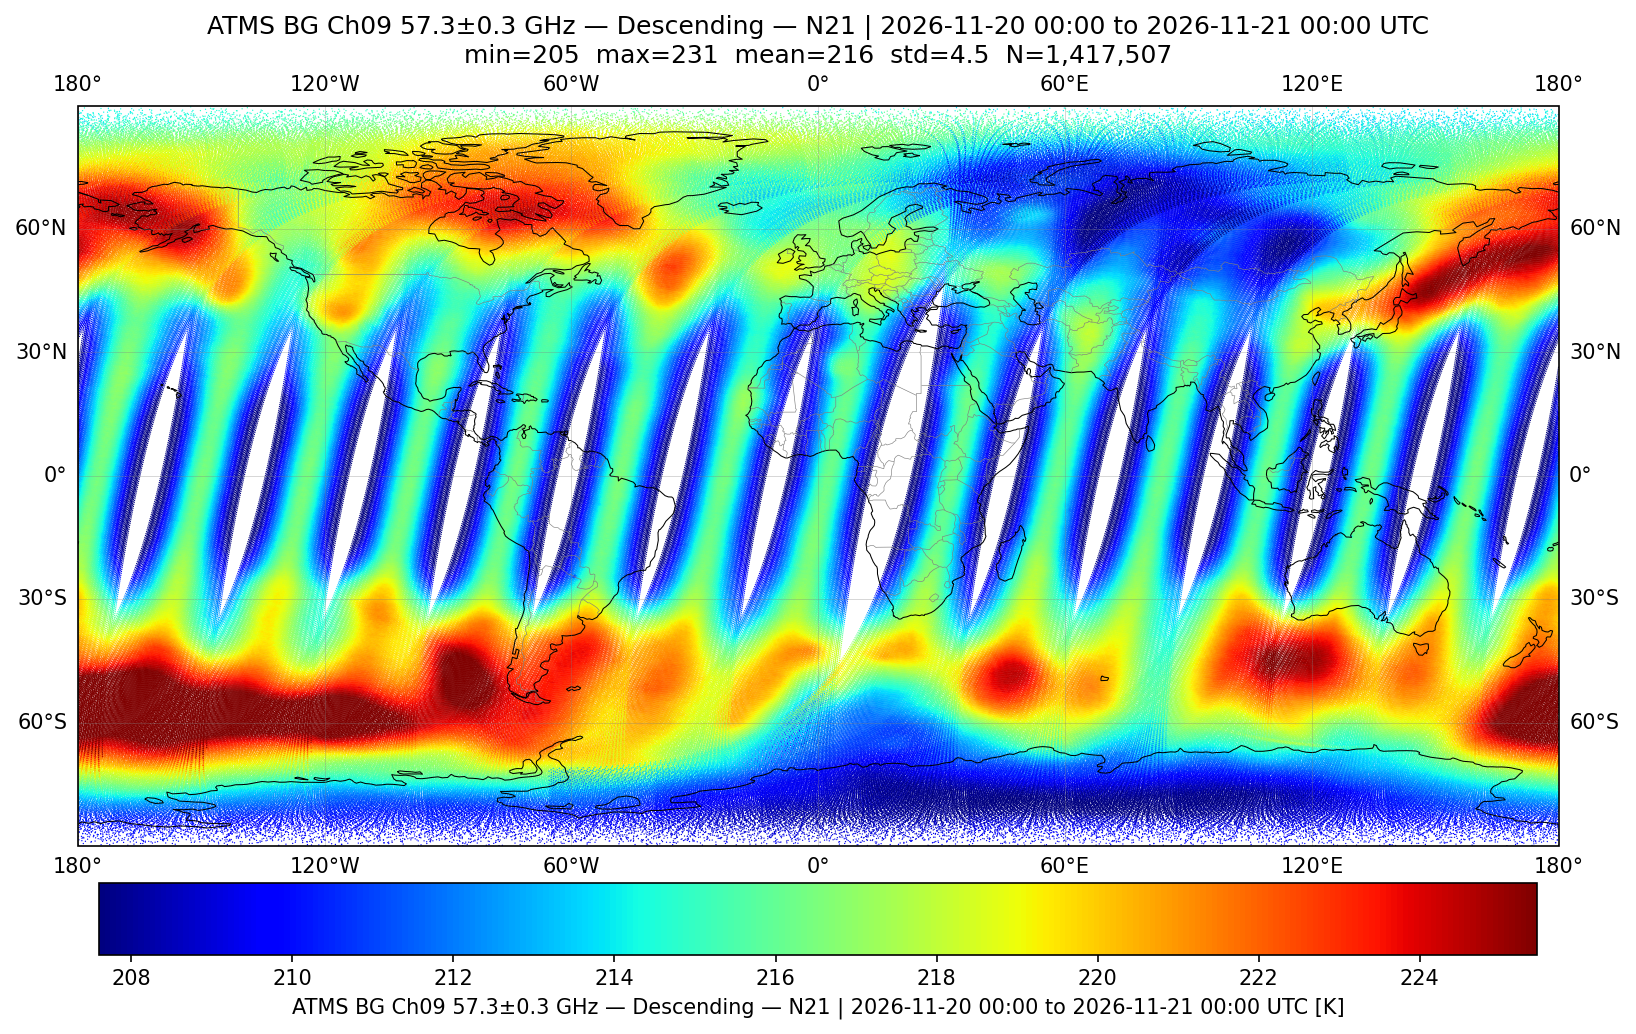 ATMS BG Ch09 57.3±0.3 GHz — Descending — N21 | 2026-11-20 00:00 to 2026-11-21 00:00 UTC
min=205 max=231 mean=216 std=4.5 N=1,417,507
180° 120°W 60°W 0° 60°E 120°E 180°
60°N 60°N
30°N 30°N
0° 0°
30°S 30°S
60°S 60°S
180° 120°W 60°W 0° 60°E 120°E 180°
208 210 212 214 216 218 220 222 224
ATMS BG Ch09 57.3±0.3 GHz — Descending — N21 | 2026-11-20 00:00 to 2026-11-21 00:00 UTC [K]